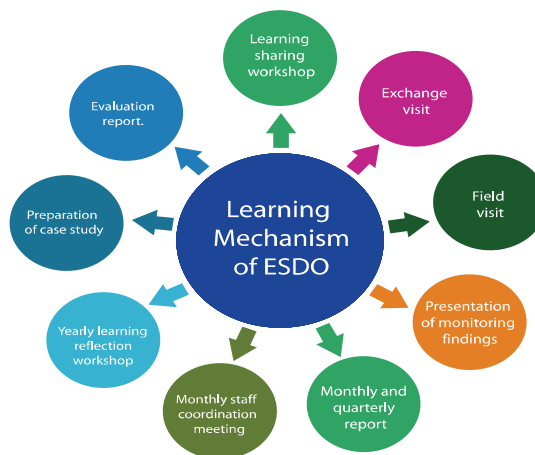 Learning
sharing
workshop
Exchange
visit
Field
visit
Presentation
of monitoring
findings
Monthly and
quarterly
report
Monthly staff
coordination
meeting
Yearly learning
reflection
workshop
Preparation
of case study
Evaluation
report.
Learning
Mechanism
of ESDO